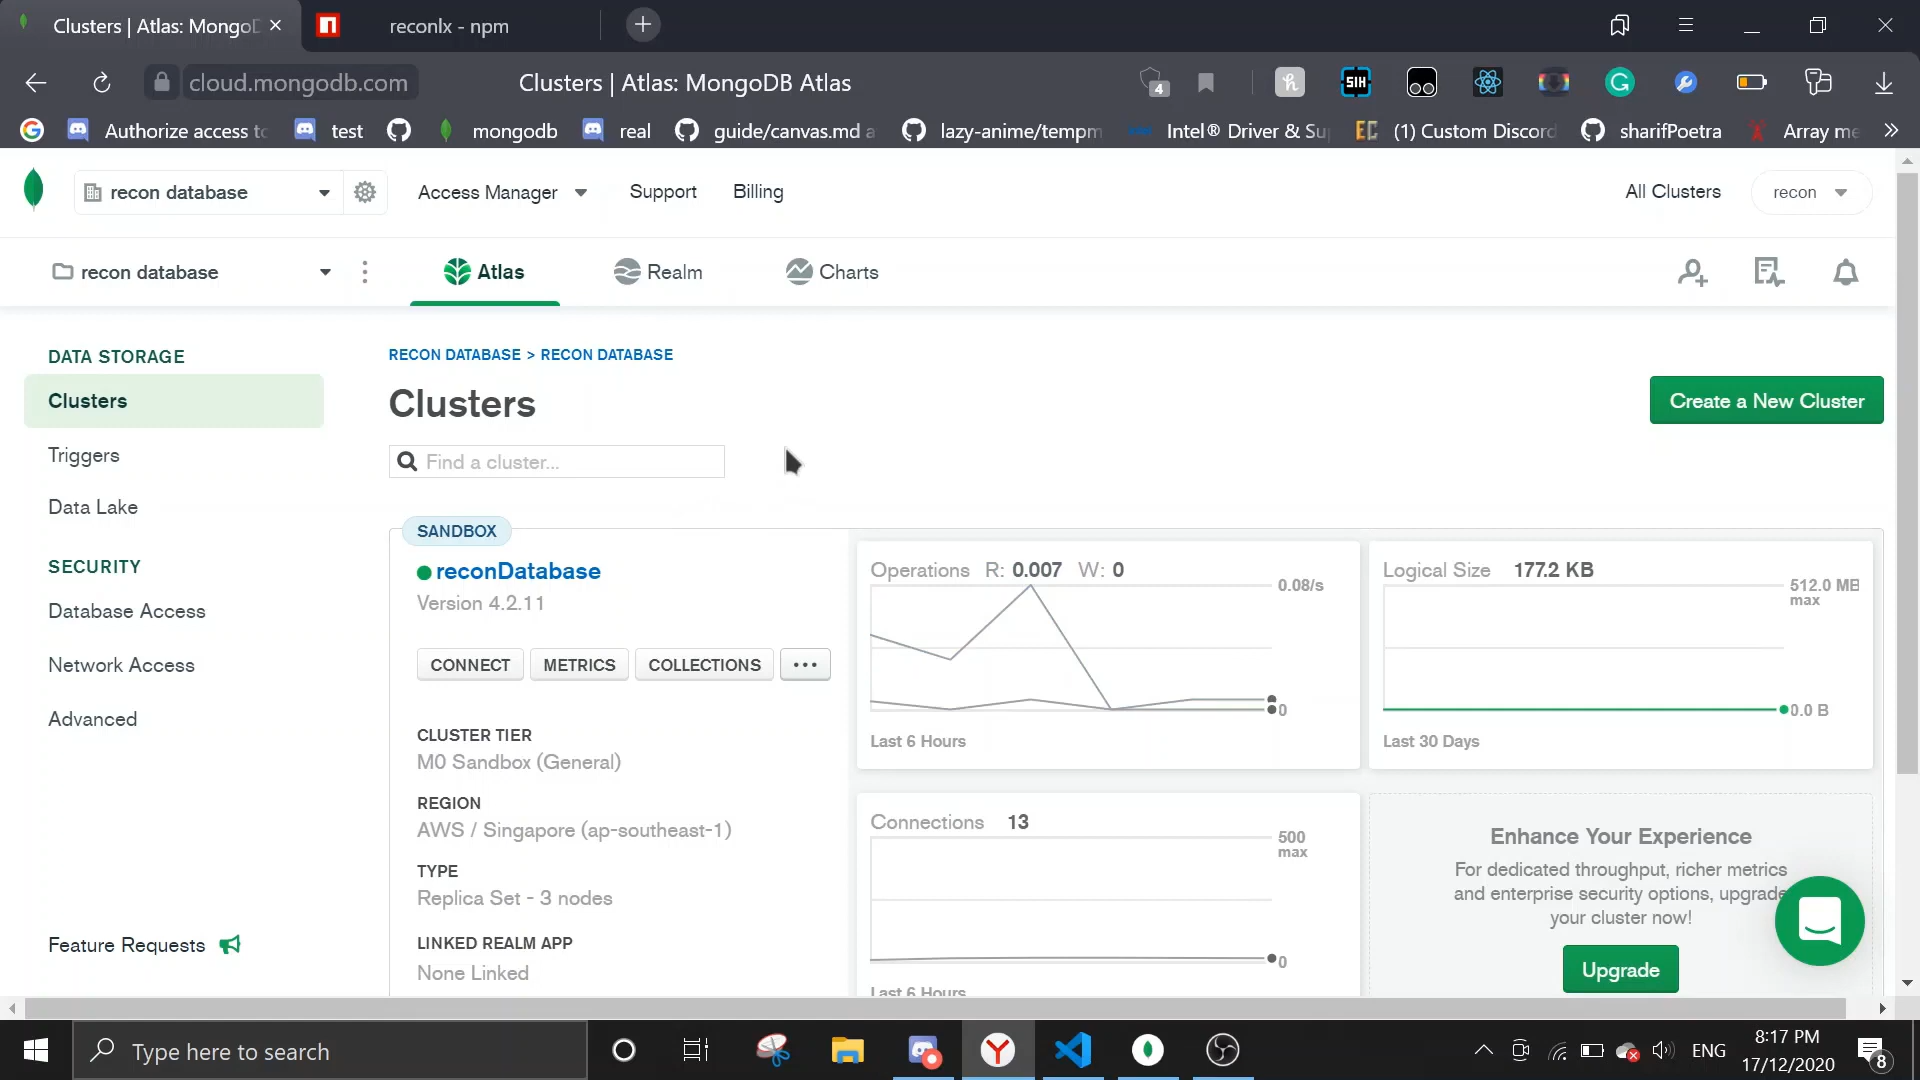 Clusters | Atlas: MongoD
reconlx - npm
cloud.mongodb.com
Clusters | Atlas: MongoDB Atlas
4
SIH
Authorize access to
test
mongodb
real
guide/canvas.md a
lazy-anime/tempm
Intel® Driver & Su
EC
(1) Custom Discord
sharifPoetra
Array me
recon database
Access Manager
Support
Billing
All Clusters
recon
recon database
Atlas
Realm
Charts
DATA STORAGE
Clusters
Triggers
Data Lake
SECURITY
Database Access
Network Access
Advanced
Feature Requests
RECON DATABASE > RECON DATABASE
Clusters
Create a New Cluster
Find a cluster...
SANDBOX
reconDatabase
Version 4.2.11
CONNECT
METRICS
COLLECTIONS
...
CLUSTER TIER
M0 Sandbox (General)
REGION
AWS / Singapore (ap-southeast-1)
TYPE
Replica Set - 3 nodes
LINKED REALM APP
None Linked
Operations R: 0.007 W: 0
0.08/s
0
Last 6 Hours
Logical Size 177.2 KB
512.0 MB
max
0.0 B
Last 30 Days
Connections 13
500
max
0
Last 6 Hours
Enhance Your Experience
For dedicated throughput, richer metrics
and enterprise security options, upgrade
your cluster now!
Upgrade
Type here to search
ENG
8:17 PM
17/12/2020
8